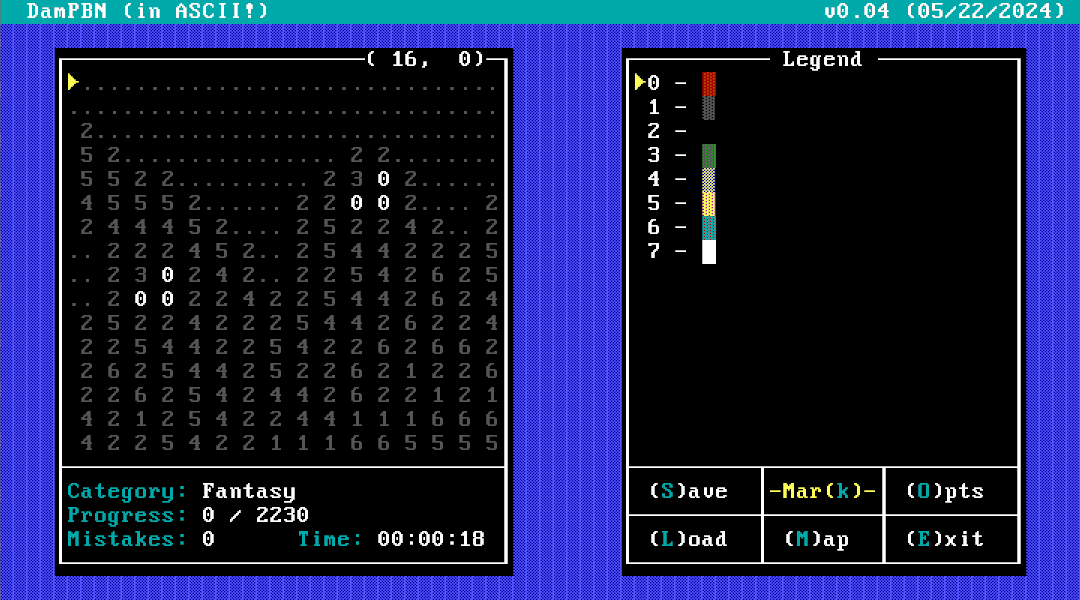 DamPBN (in ASCII!) v0.04 (05/22/2024)
( 16,  0)
...............................
................................
2..............................
5 2................ 2 2........
5 5 2 2.......... 2 3 0 2......
4 5 5 5 2...... 2 2 0 0 2.... 2
2 4 4 4 5 2.... 2 5 2 2 4 2.. 2
.. 2 2 2 4 5 2.. 2 5 4 4 2 2 2 5
.. 2 3 0 2 4 2.. 2 2 5 4 2 6 2 5
.. 2 0 0 2 2 4 2 2 5 4 4 2 6 2 4
2 5 2 2 4 2 2 2 5 4 4 2 6 2 2 4
2 2 5 4 4 2 2 5 4 2 2 6 2 6 6 2
2 6 2 5 4 4 2 5 2 2 6 2 1 2 2 6
2 2 6 2 5 4 2 4 4 2 6 2 2 1 2 1
4 2 1 2 5 4 2 2 4 4 1 1 1 6 6 6
4 2 2 5 4 2 2 1 1 1 6 6 5 5 5 5
Category: Fantasy
Progress: 0 / 2230
Mistakes: 0 Time: 00:00:18
Legend
0 -
1 -
2 -
3 -
4 -
5 -
6 -
7 -
(S)ave -Mar(k)- (O)pts
(L)oad (M)ap (E)xit